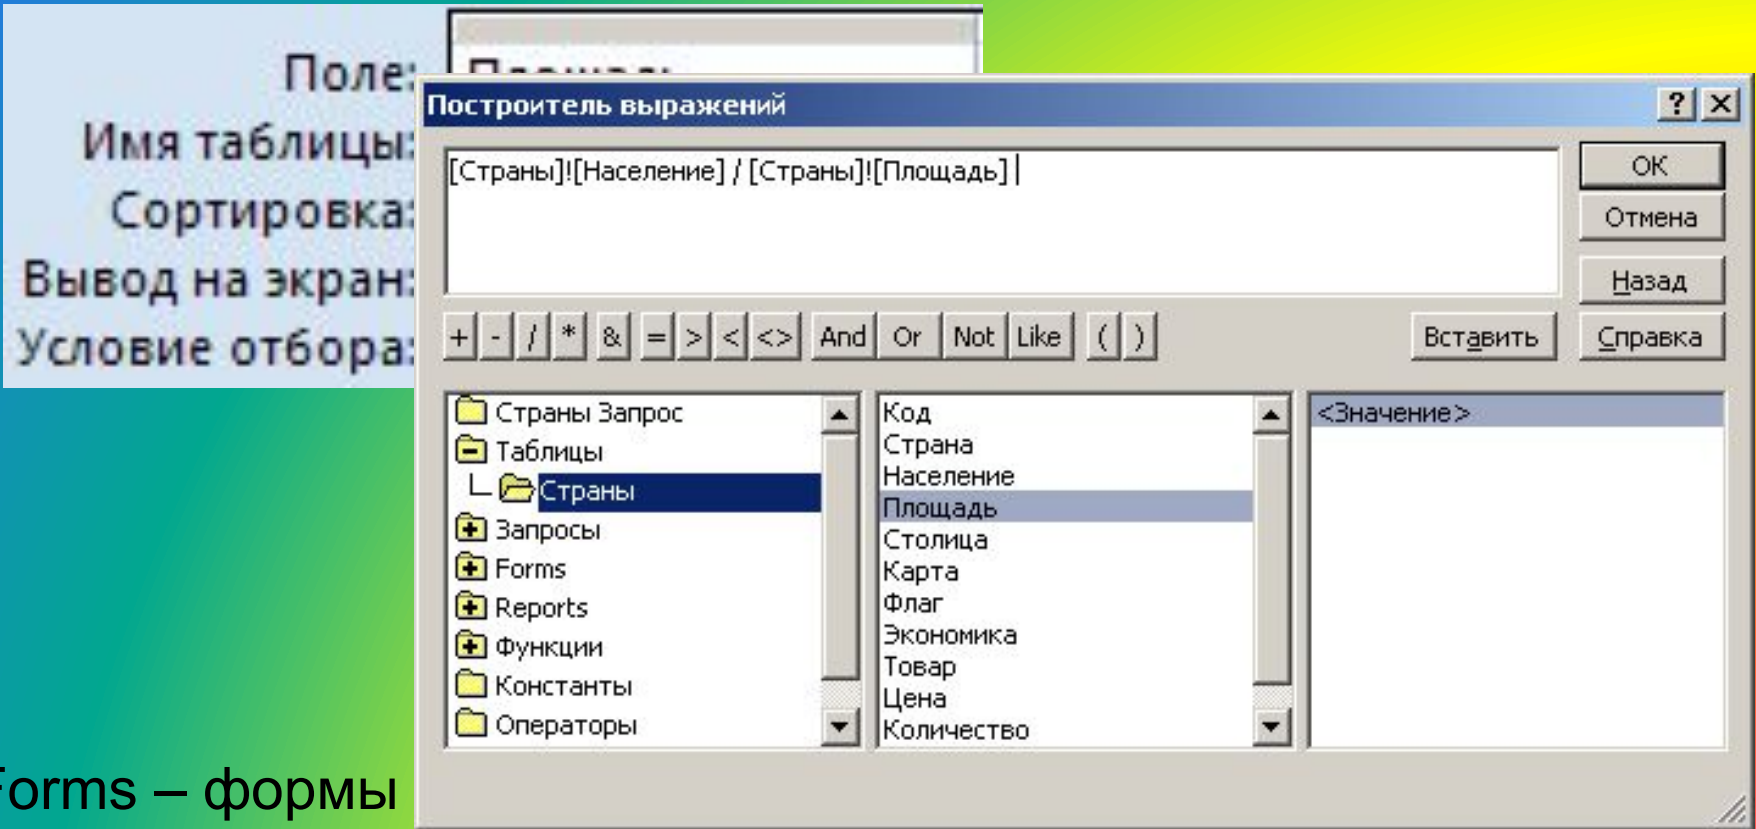 Поле:
Площадь
Имя таблицы:
Сортировка:
Вывод на экран:
Условие отбора:
Построитель выражений
[Страны]![Население] / [Страны]![Площадь]
OK
Отмена
Назад
+ - / * & = > < <> And Or Not Like ( ) Вставить Справка
Страны Запрос
Таблицы
Страны
Запросы
Forms
Reports
Функции
Константы
Операторы
Код
Страна
Население
Площадь
Столица
Карта
Флаг
Экономика
Товар
Цена
Количество
<Значение>
Forms – формы